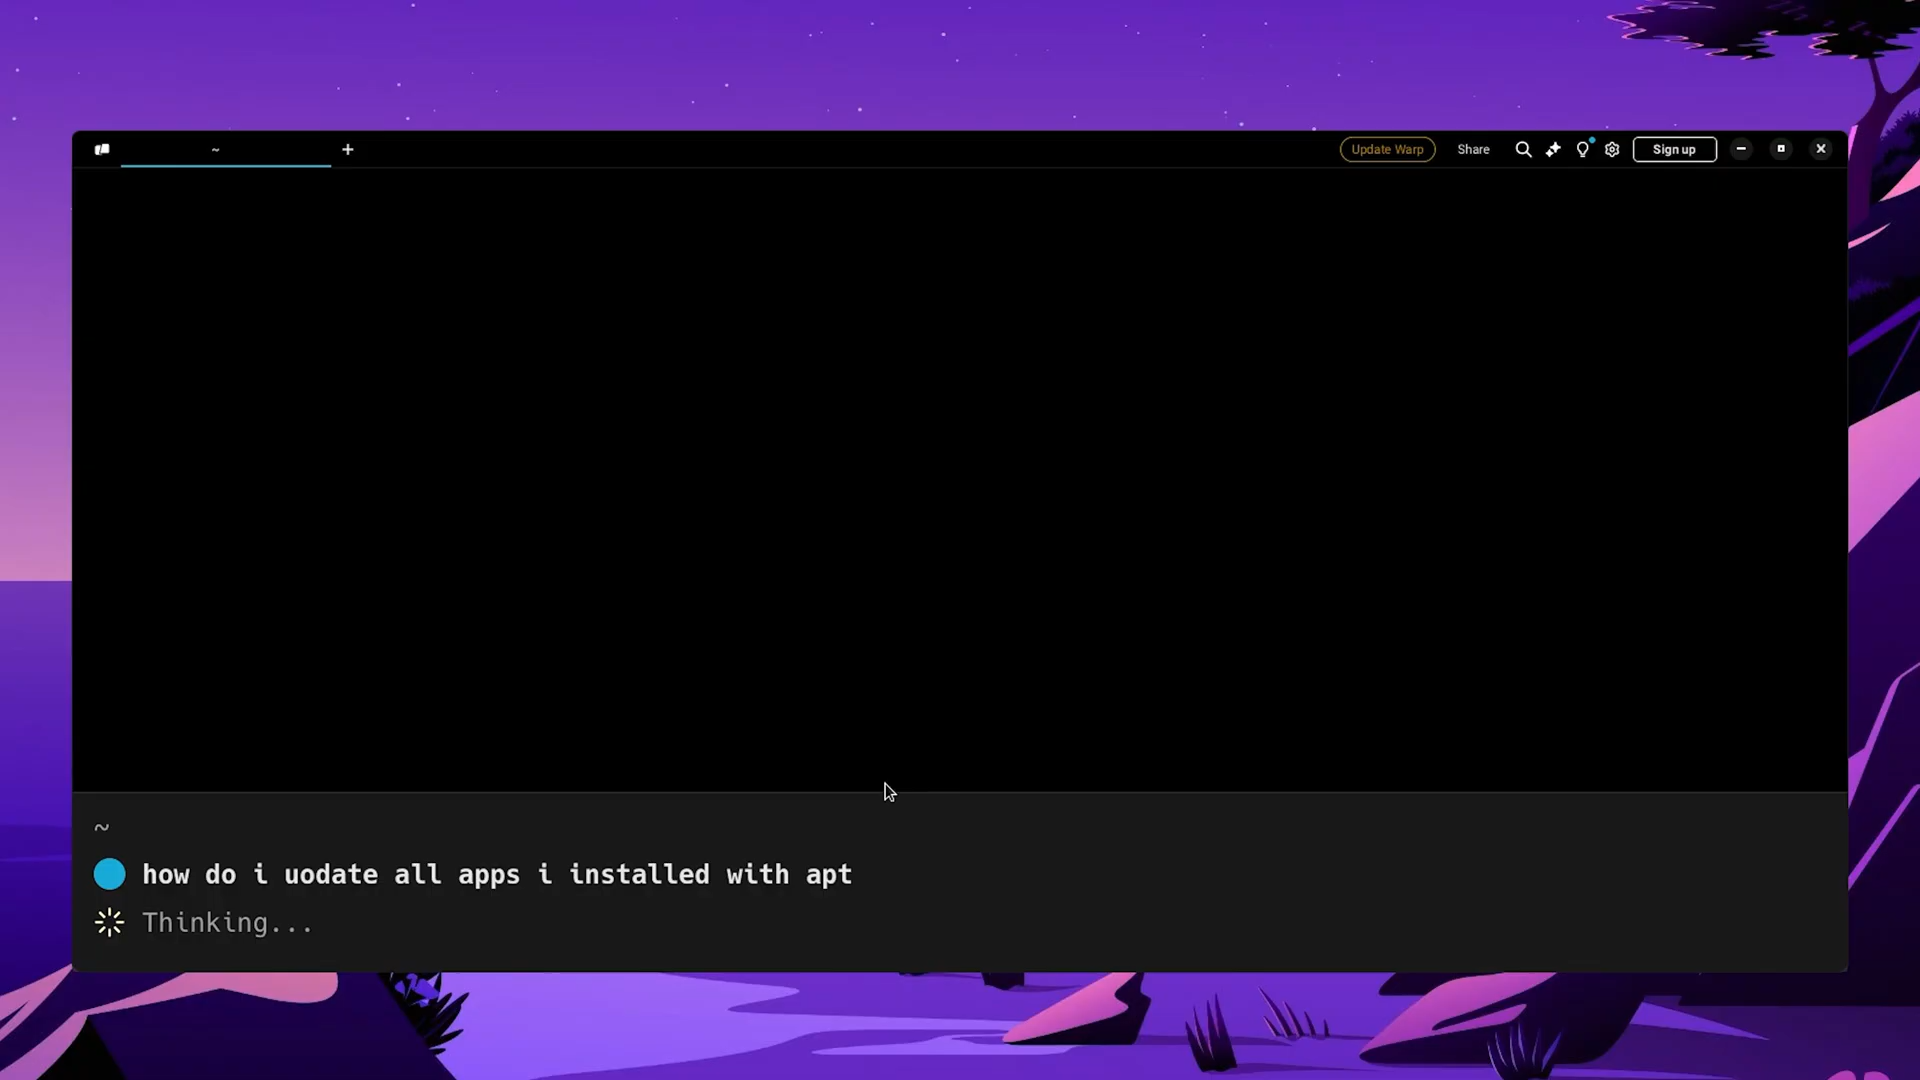 ~
+
Update Warp
Share
Sign up
~
how do i uodate all apps i installed with apt
Thinking...